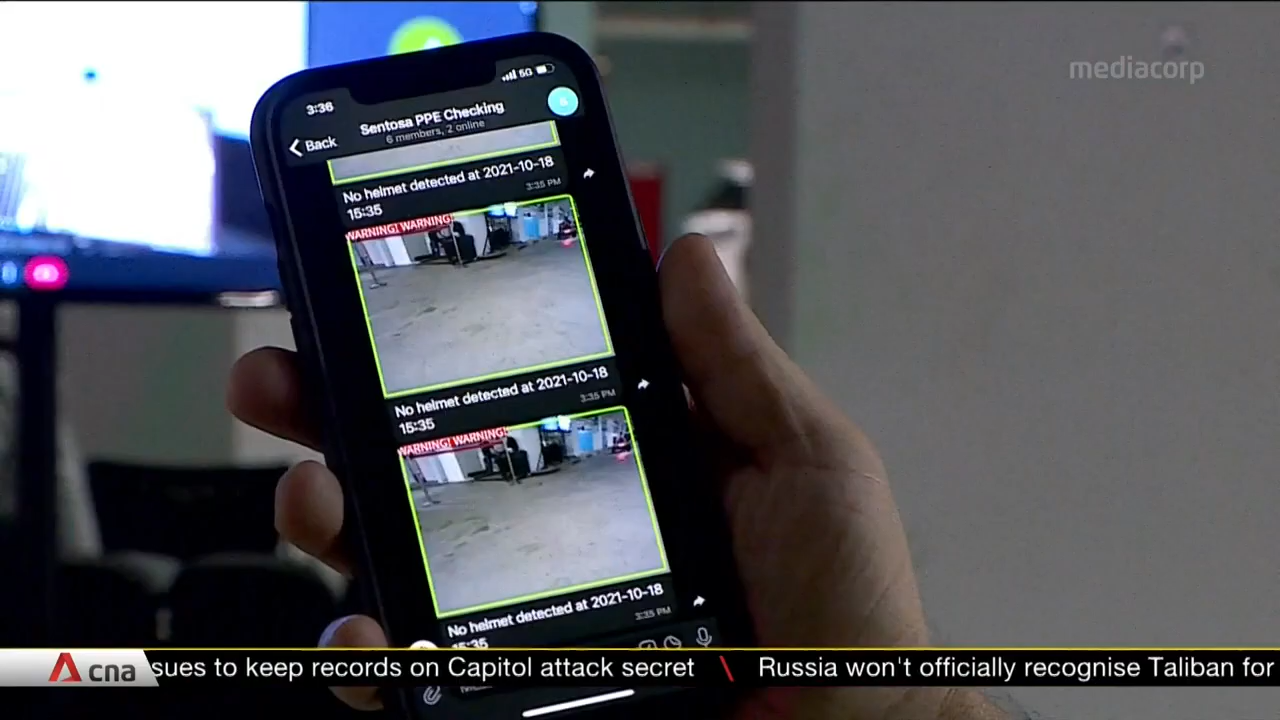 mediacorp
3:36
5G
Back
Sentosa PPE Checking
6 members, 2 online
No helmet detected at 2021-10-18
15:35
3:35 PM
WARNING! WARNING!
No helmet detected at 2021-10-18
15:35
3:35 PM
WARNING! WARNING!
No helmet detected at 2021-10-18
15:35
3:35 PM
cna
sues to keep records on Capitol attack secret \ Russia won't officially recognise Taliban for